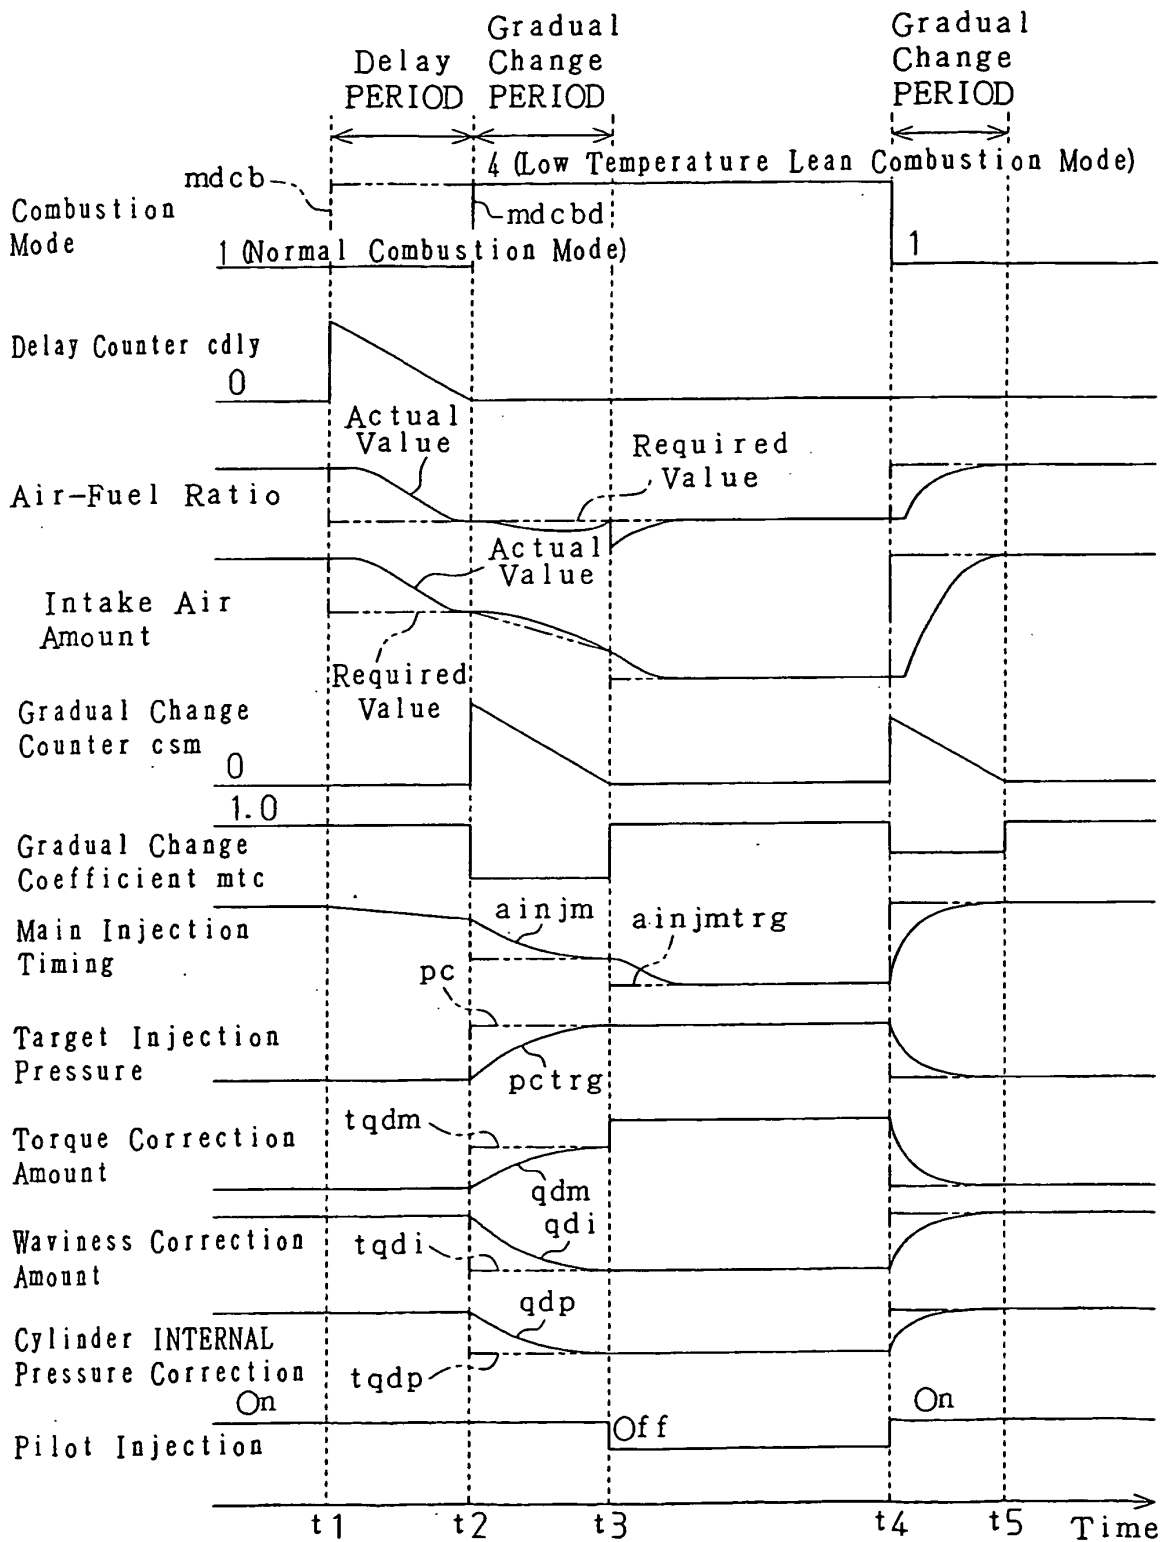 Gradual
Change
PERIOD
Delay
PERIOD
Gradual
Change
PERIOD
4 (Low Temperature Lean Combustion Mode)
mdcb
Combustion
Mode
mdcbd
1 (Normal Combustion Mode)
1
Delay Counter cdly
0
Actual
Value
Required
Value
Air-Fuel Ratio
Actual
Value
Intake Air
Amount
Required
Value
Gradual Change
Counter csm
0
1.0
Gradual Change
Coefficient mtc
ainjm
ainjmtrg
Main Injection
Timing
pc
Target Injection
Pressure
pctrg
tqdm
Torque Correction
Amount
qdm
qdi
Waviness Correction
Amount
tqdi
qdp
Cylinder INTERNAL
Pressure Correction
tqdp
On
On
Off
Pilot Injection
t1
t2
t3
t4
t5
Time